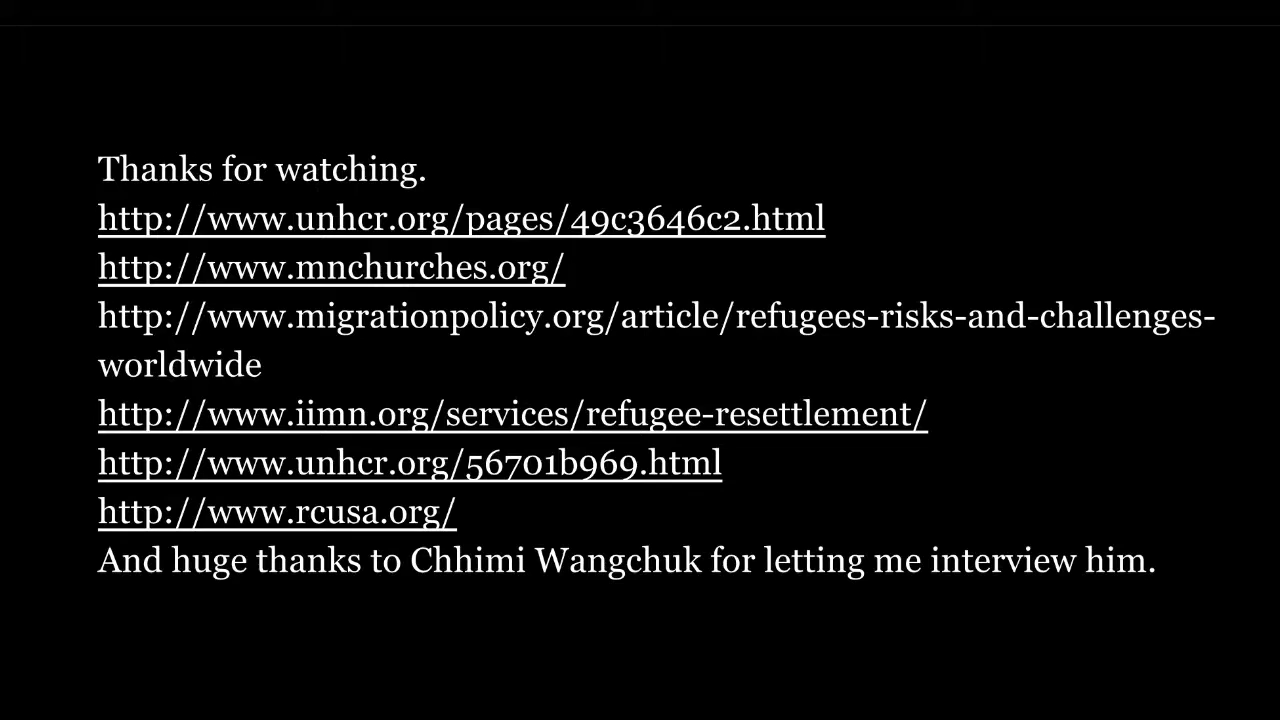 Thanks for watching.
http://www.unhcr.org/pages/49c3646c2.html
http://www.mnchurches.org/
http://www.migrationpolicy.org/article/refugees-risks-and-challenges-
worldwide
http://www.iimn.org/services/refugee-resettlement/
http://www.unhcr.org/56701b969.html
http://www.rcusa.org/
And huge thanks to Chhimi Wangchuk for letting me interview him.